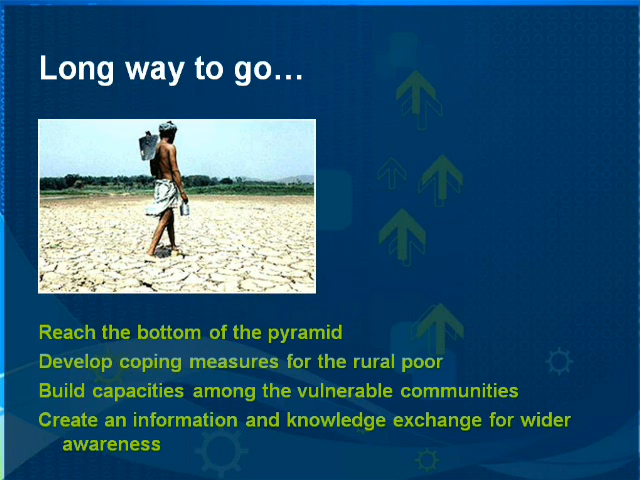 Long way to go…
Reach the bottom of the pyramid
Develop coping measures for the rural poor
Build capacities among the vulnerable communities
Create an information and knowledge exchange for wider
awareness